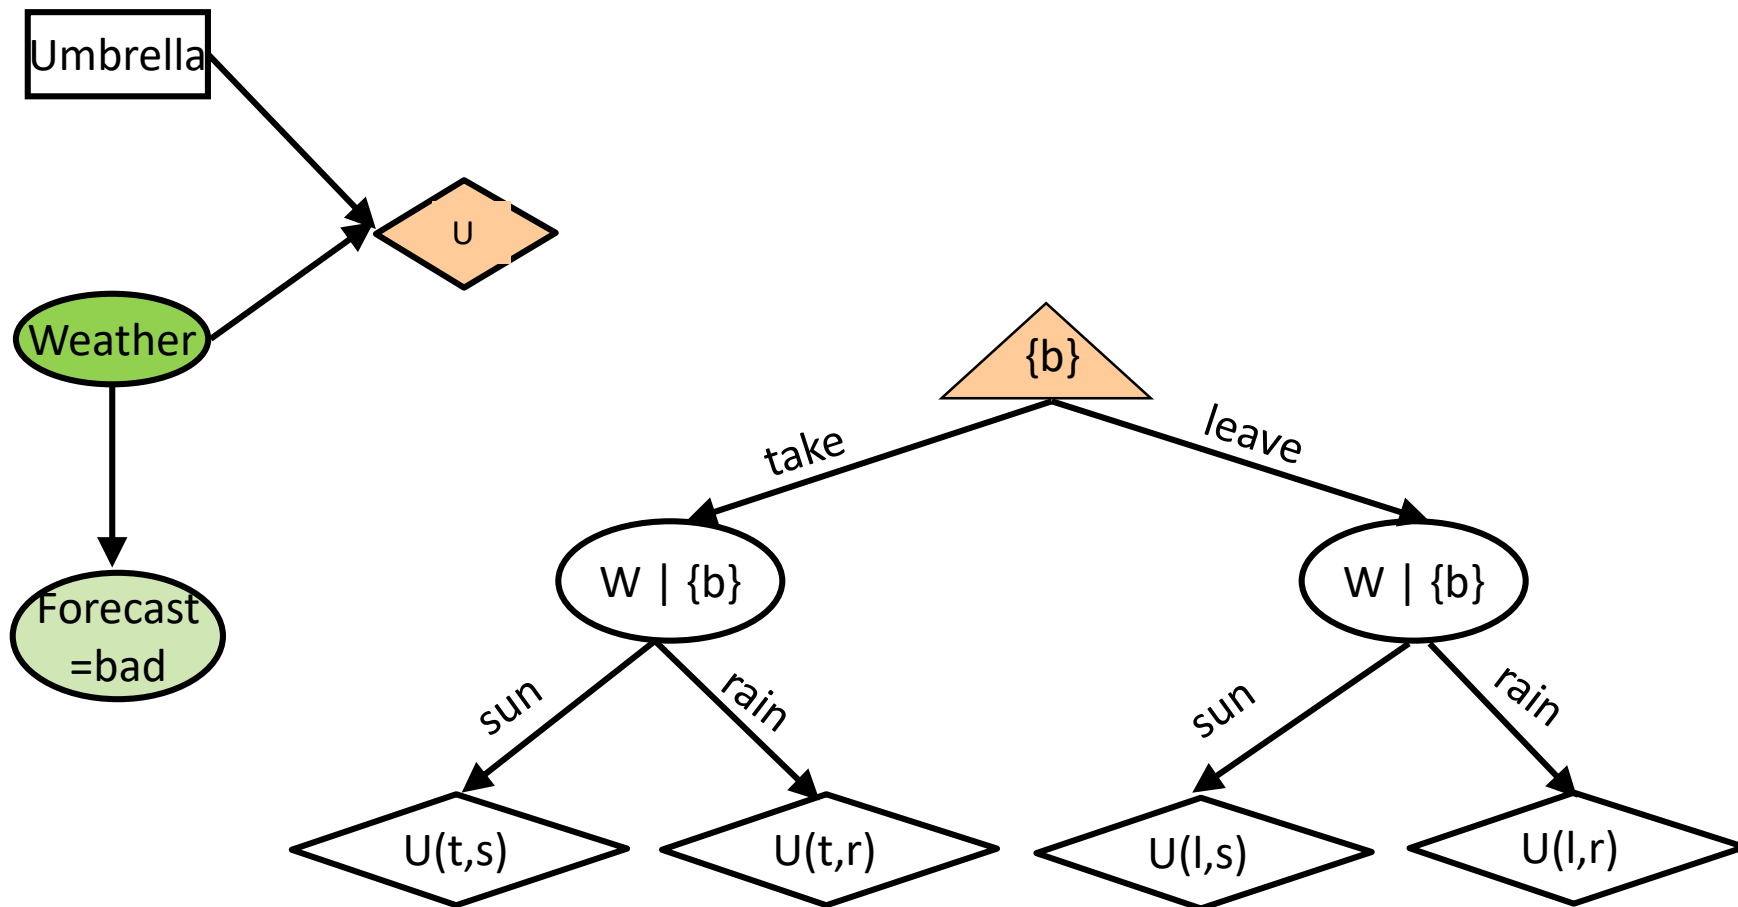 Umbrella
U
Weather
{b}
take
leave
Forecast
=bad
W | {b}
W | {b}
sun
rain
sun
rain
U(t,s)
U(t,r)
U(l,s)
U(l,r)